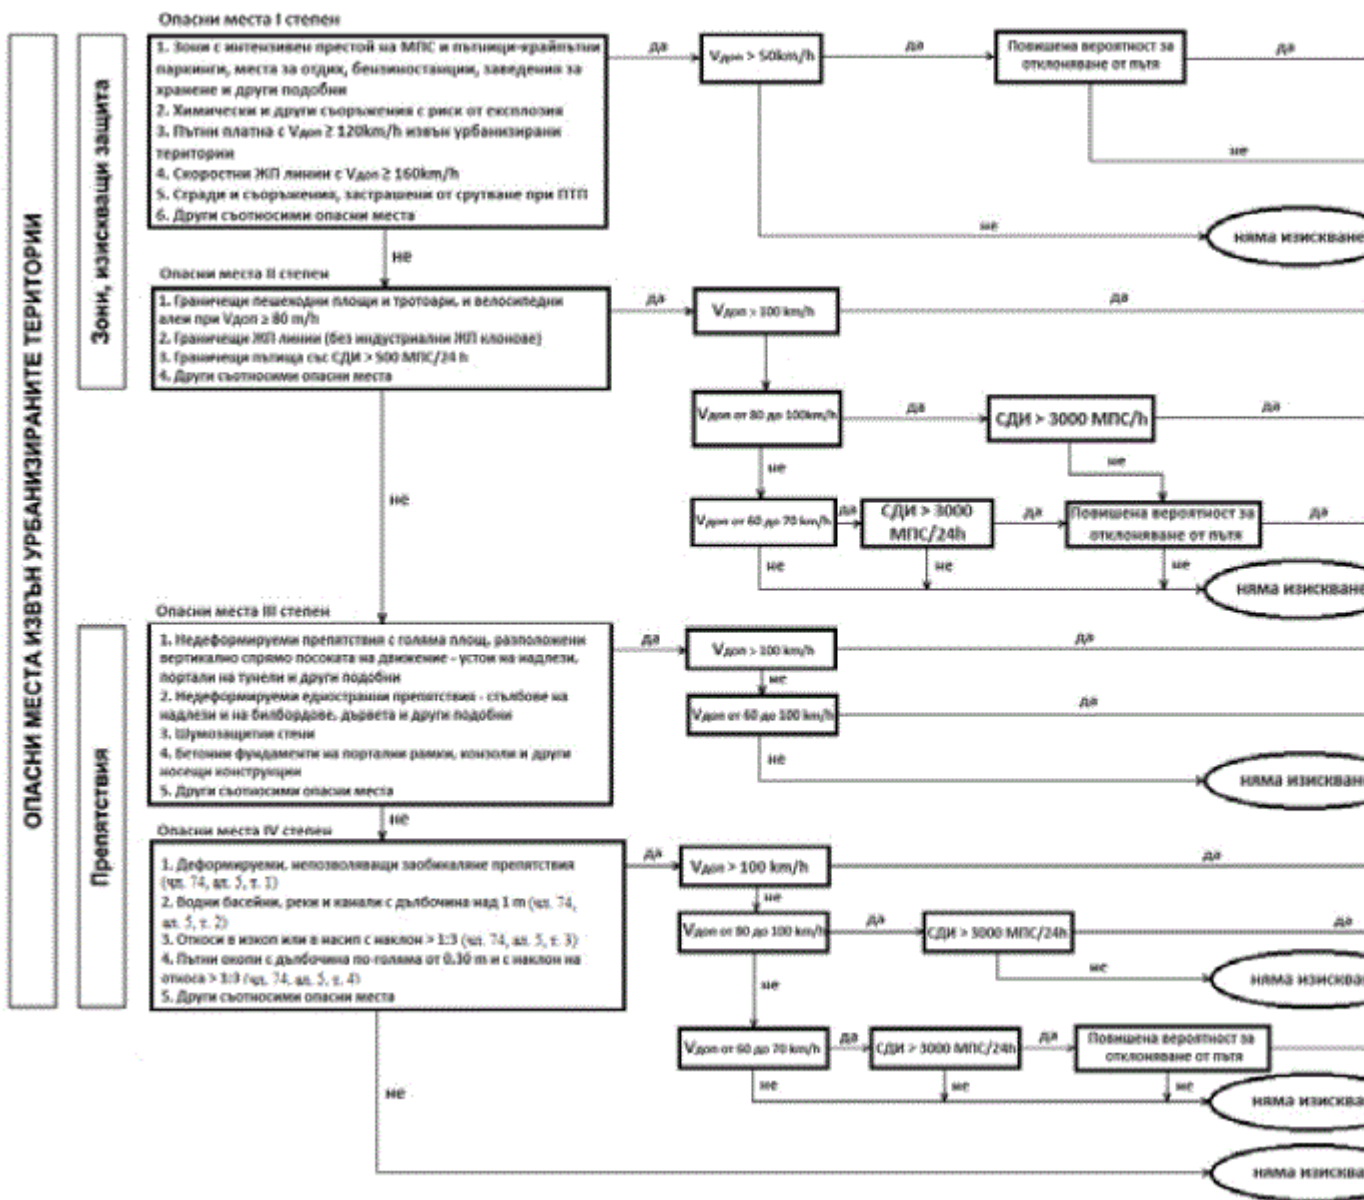 ОПАСНИ МЕСТА ИЗВЪН УРБАНИЗИРАНИТЕ ТЕРИТОРИИ
Зони, изискващи защита
Опасни места I степен
1. Зони с интензивен престой на МПС и пътници-крайпътни
паркинги, места за отдих, бензиностанции, заведения за
хранене и други подобни
2. Химически и други съоръжения с риск от експлозия
3. Пътни платна с Vдоп ≥ 120km/h извън урбанизирани
територии
4. Скоростни ЖП линии с Vдоп ≥ 160km/h
5. Сгради и съоръжения, застрашени от срутване при ПТП
6. Други съотносими опасни места
да
Vдоп > 50km/h
да
Повишена вероятност за
отклоняване от пътя
да
не
не
няма изискване
не
Опасни места II степен
1. Граничещи пешеходни площи и тротоари, и велосипедни
алеи при Vдоп ≥ 80 m/h
2. Граничещи ЖП линии (без индустриални ЖП клонове)
3. Граничещи пътища със СДИ > 500 МПС/24 h
4. Други съотносими опасни места
да
Vдоп > 100 km/h
да
Vдоп от 80 до 100km/h
да
СДИ > 3000 МПС/h
да
не
не
Vдоп от 60 до 70 km/h
да
СДИ > 3000
МПС/24h
да
Повишена вероятност за
отклоняване от пътя
да
не
не
не
няма изискване
не
Препятствия
Опасни места III степен
1. Недеформируеми препятствия с голяма площ, разположени
вертикално спрямо посоката на движение - устои на надлези,
портали на тунели и други подобни
2. Недеформируеми едностранни препятствия - стълбове на
надлези и на билбордове, дървета и други подобни
3. Шумозащитни стени
4. Бетонни фундаменти на портални рамки, конзоли и други
носещи конструкции
5. Други съотносими опасни места
да
Vдоп > 100 km/h
да
не
Vдоп от 60 до 100 km/h
да
не
няма изискване
не
Опасни места IV степен
1. Деформируеми, непозволяващи заобикаляне препятствия
(чл. 74, ал. 5, т. 1)
2. Водни басейни, реки и канали с дълбочина над 1 m (чл. 74,
ал. 5, т. 2)
3. Откоси в изкоп или в насип с наклон > 1:3 (чл. 74, ал. 5, т. 3)
4. Пътни окопи с дълбочина по-голяма от 0.30 m и с наклон на
откоса > 1:3 (чл. 74, ал. 5, т. 4)
5. Други съотносими опасни места
да
Vдоп > 100 km/h
да
не
Vдоп от 80 до 100 km/h
да
СДИ > 3000 МПС/24h
да
не
няма изисква
не
Vдоп от 60 до 70 km/h
да
СДИ > 3000 МПС/24h
да
Повишена вероятност за
отклоняване от пътя
не
не
не
няма изисква
не
няма изисква